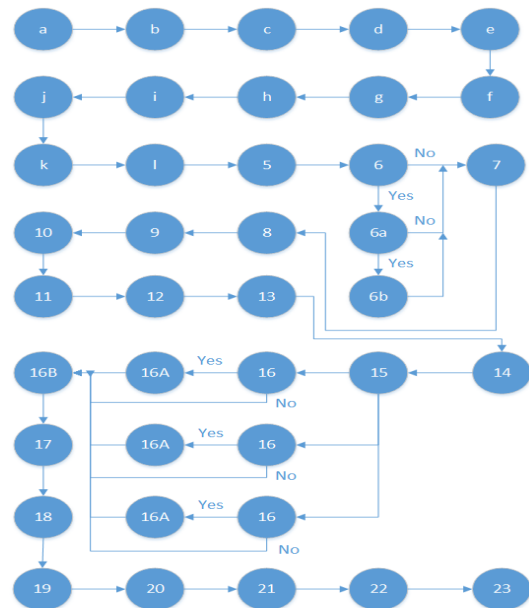 a b c d e
j i h g f
k l 5 6 No 7
Yes
10 9 8 6a No
Yes
11 12 13 6b
16B 16A Yes 16 15 14
No
17 16A Yes 16
No
18 16A Yes 16
No
19 20 21 22 23